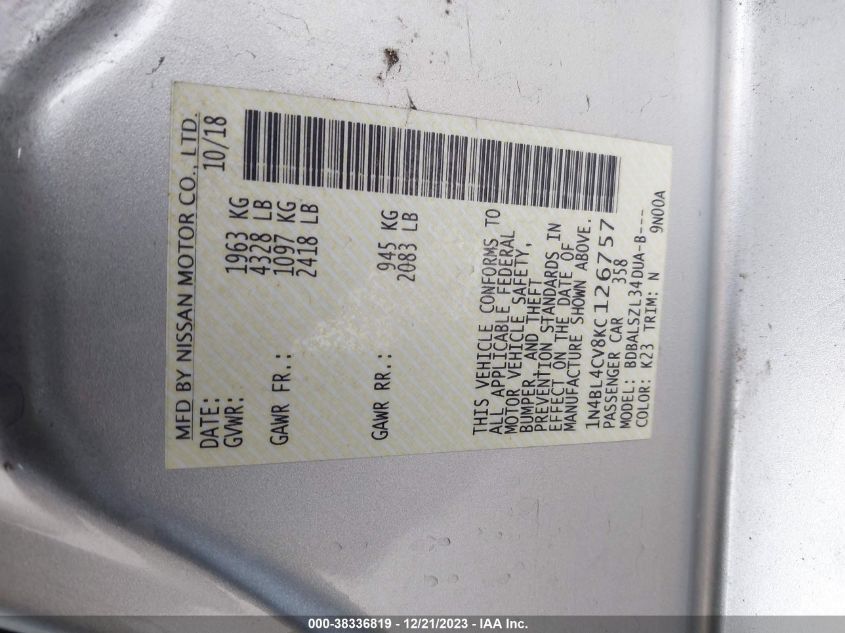 MFD BY NISSAN MOTOR CO., LTD.
DATE: 10/18
GVWR: 1963 KG
4328 LB
GAWR FR.: 1097 KG
2418 LB
GAWR RR.: 945 KG
2083 LB
THIS VEHICLE CONFORMS TO
ALL APPLICABLE FEDERAL
MOTOR VEHICLE SAFETY,
BUMPER, AND THEFT
PREVENTION STANDARDS IN
EFFECT ON THE DATE OF
MANUFACTURE SHOWN ABOVE.
1N4BL4CV8KC126757
PASSENGER CAR 358
MODEL: BDBALSZL34DUA-B---
COLOR: K23 TRIM: N 9N00A
000-38336819 - 12/21/2023 - IAA Inc.